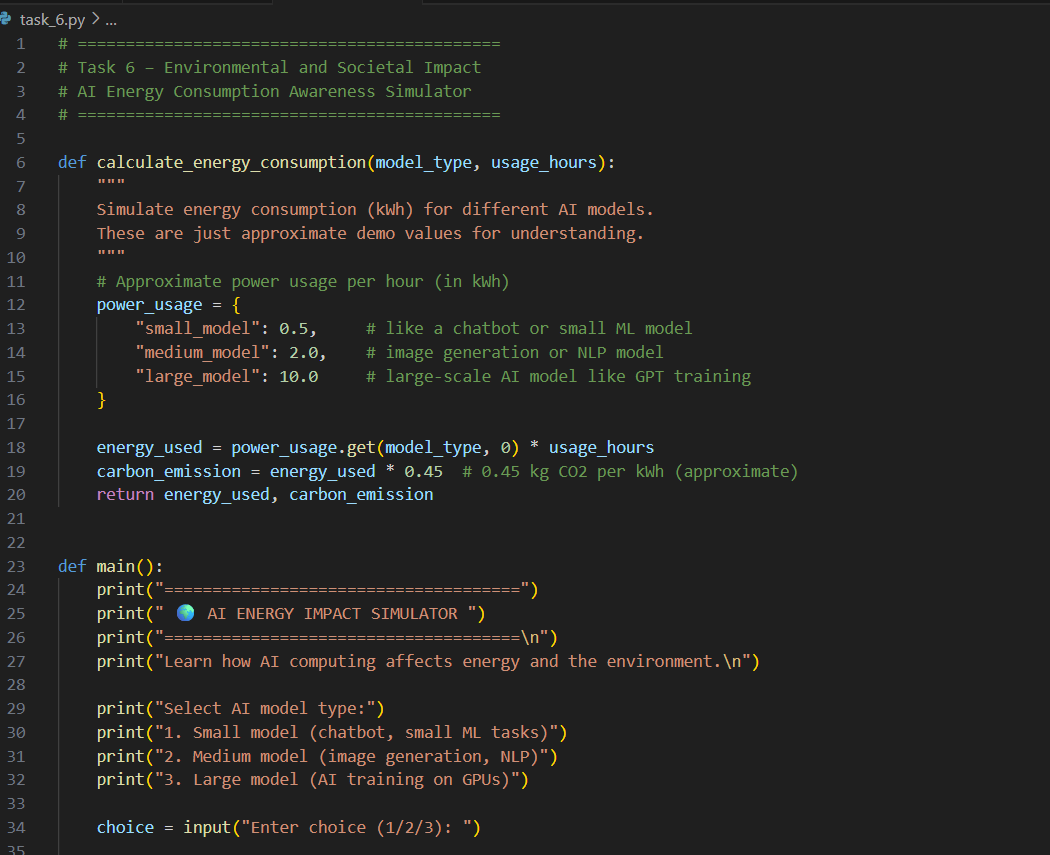 task_6.py > ...
1 # ============================================
2 # Task 6 – Environmental and Societal Impact
3 # AI Energy Consumption Awareness Simulator
4 # ============================================
5
6 def calculate_energy_consumption(model_type, usage_hours):
7     """
8     Simulate energy consumption (kWh) for different AI models.
9     These are just approximate demo values for understanding.
10     """
11     # Approximate power usage per hour (in kWh)
12     power_usage = {
13         "small_model": 0.5,     # like a chatbot or small ML model
14         "medium_model": 2.0,    # image generation or NLP model
15         "large_model": 10.0     # large-scale AI model like GPT training
16     }
17
18     energy_used = power_usage.get(model_type, 0) * usage_hours
19     carbon_emission = energy_used * 0.45  # 0.45 kg CO2 per kWh (approximate)
20     return energy_used, carbon_emission
21
22
23 def main():
24     print("=====================================")
25     print(" 🌍 AI ENERGY IMPACT SIMULATOR ")
26     print("=====================================\n")
27     print("Learn how AI computing affects energy and the environment.\n")
28
29     print("Select AI model type:")
30     print("1. Small model (chatbot, small ML tasks)")
31     print("2. Medium model (image generation, NLP)")
32     print("3. Large model (AI training on GPUs)")
33
34     choice = input("Enter choice (1/2/3): ")
35